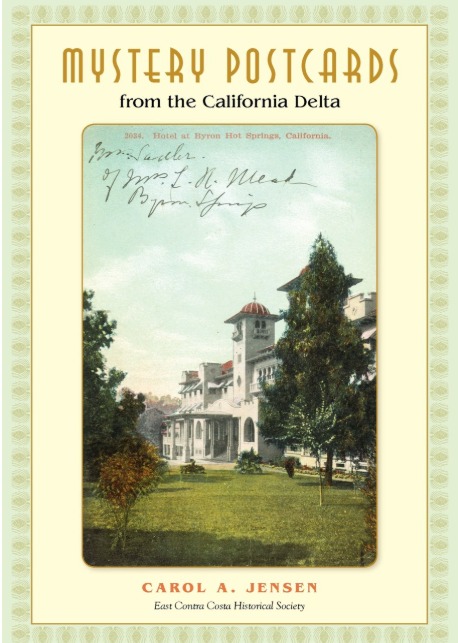 MYSTERY POSTCARDS
from the California Delta
3034. Hotel at Byron Hot Springs, California.
Mrs. Sadler.
of Mrs L. R. Mead
Byron Springs
CAROL A. JENSEN
East Contra Costa Historical Society